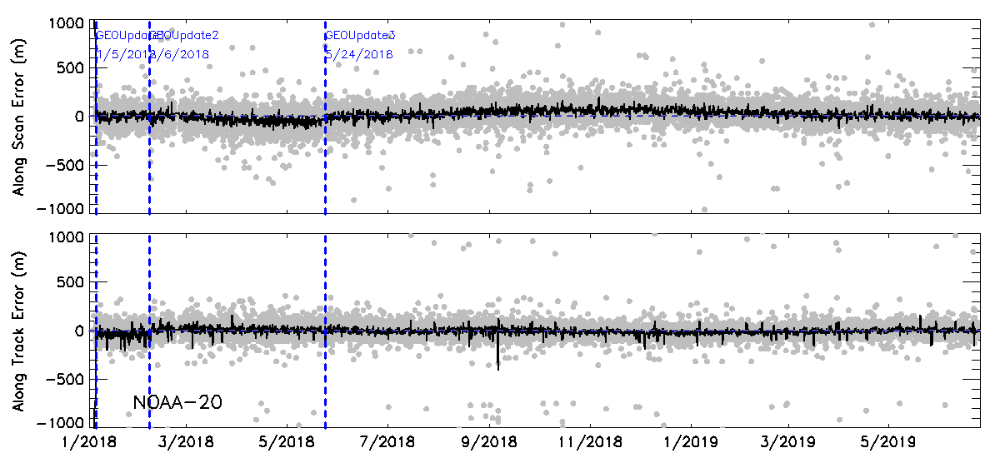 1000
500
0
-500
-1000
Along Scan Error (m)
GEOUpdate1
1/5/2018
GEOUpdate2
2/6/2018
GEOUpdate3
5/24/2018
1000
500
0
-500
-1000
Along Track Error (m)
NOAA-20
1/2018 3/2018 5/2018 7/2018 9/2018 11/2018 1/2019 3/2019 5/2019